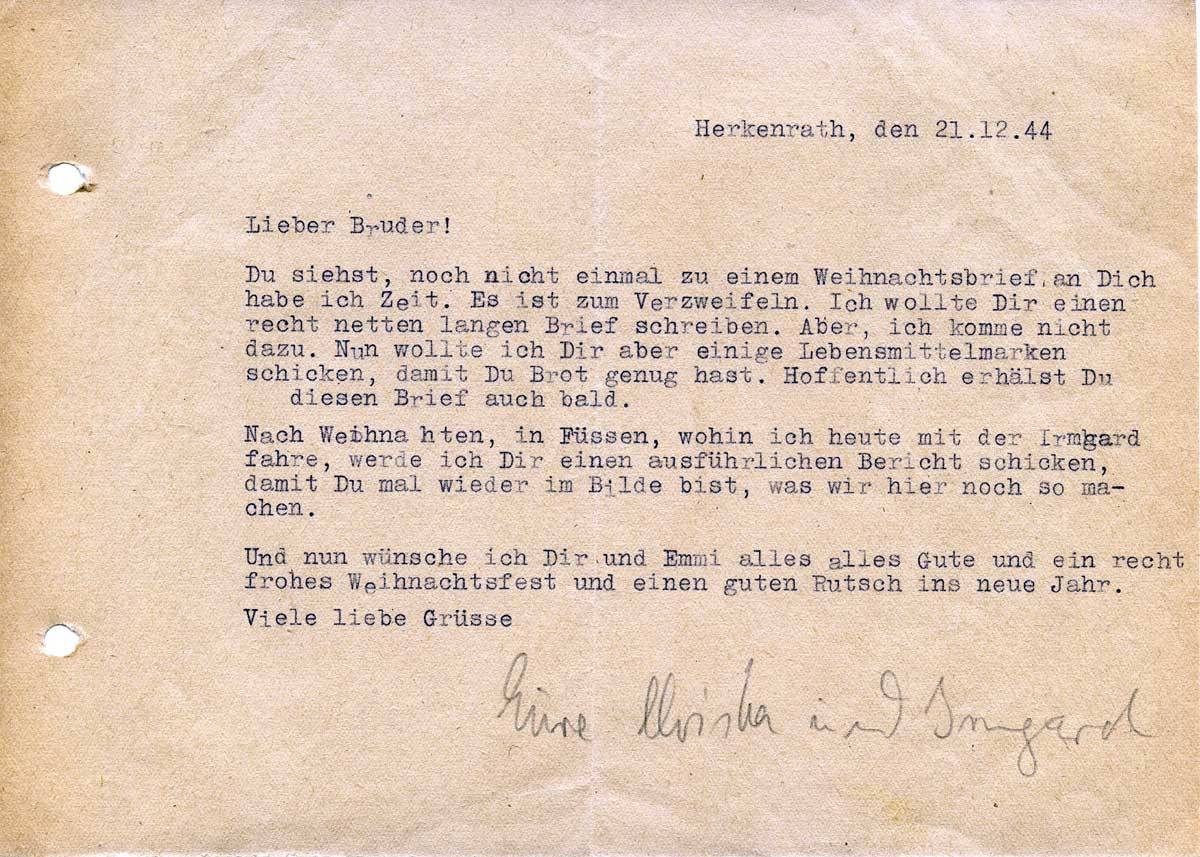 Herkenrath, den 21.12.44
Lieber Bruder!
Du siehst, noch nicht einmal zu einem Weihnachtsbrief an Dich
habe ich Zeit. Es ist zum Verzweifeln. Ich wollte Dir einen
recht netten langen Brief schreiben. Aber, ich komme nicht
dazu. Nun wollte ich Dir aber einige Lebensmittelmarken
schicken, damit Du Brot genug hast. Hoffentlich erhälst Du
diesen Brief auch bald.
Nach Weihna hten, in Füssen, wohin ich heute mit der Irmgard
fahre, werde ich Dir einen ausführlichen Bericht schicken,
damit Du mal wieder im Bilde bist, was wir hier noch so ma-
chen.
Und nun wünsche ich Dir und Emmi alles alles Gute und ein recht
frohes Weihnachtsfest und einen guten Rutsch ins neue Jahr.
Viele liebe Grüsse
Eure und Irmgard